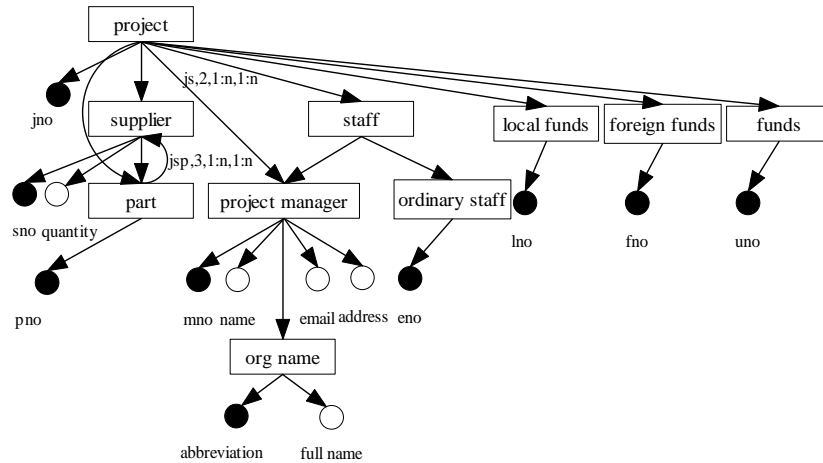 project
js,2,1:n,1:n
jno
supplier
staff
local funds
foreign funds
funds
jsp,3,1:n,1:n
part
project manager
ordinary staff
sno
quantity
lno
fno
uno
pno
mno
name
email
address
eno
org name
abbreviation
full name